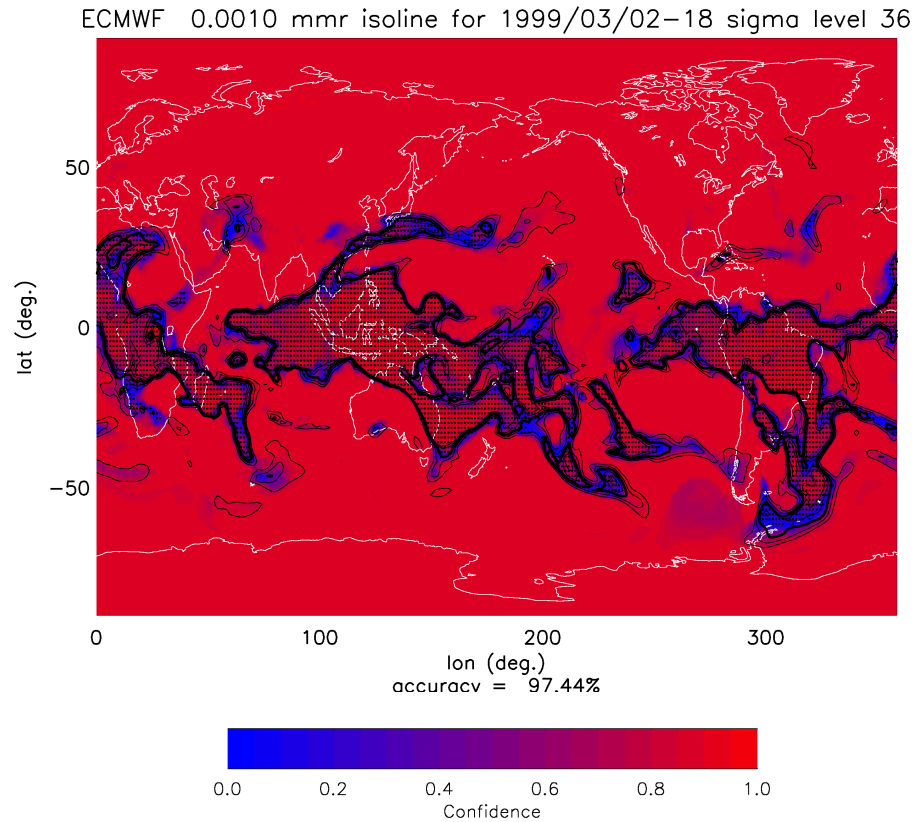 ECMWF 0.0010 mmr isoline for 1999/03/02-18 sigma level 36
50
0
-50
lat (deg.)
0 100 200 300
lon (deg.)
accuracy = 97.44%
0.0 0.2 0.4 0.6 0.8 1.0
Confidence